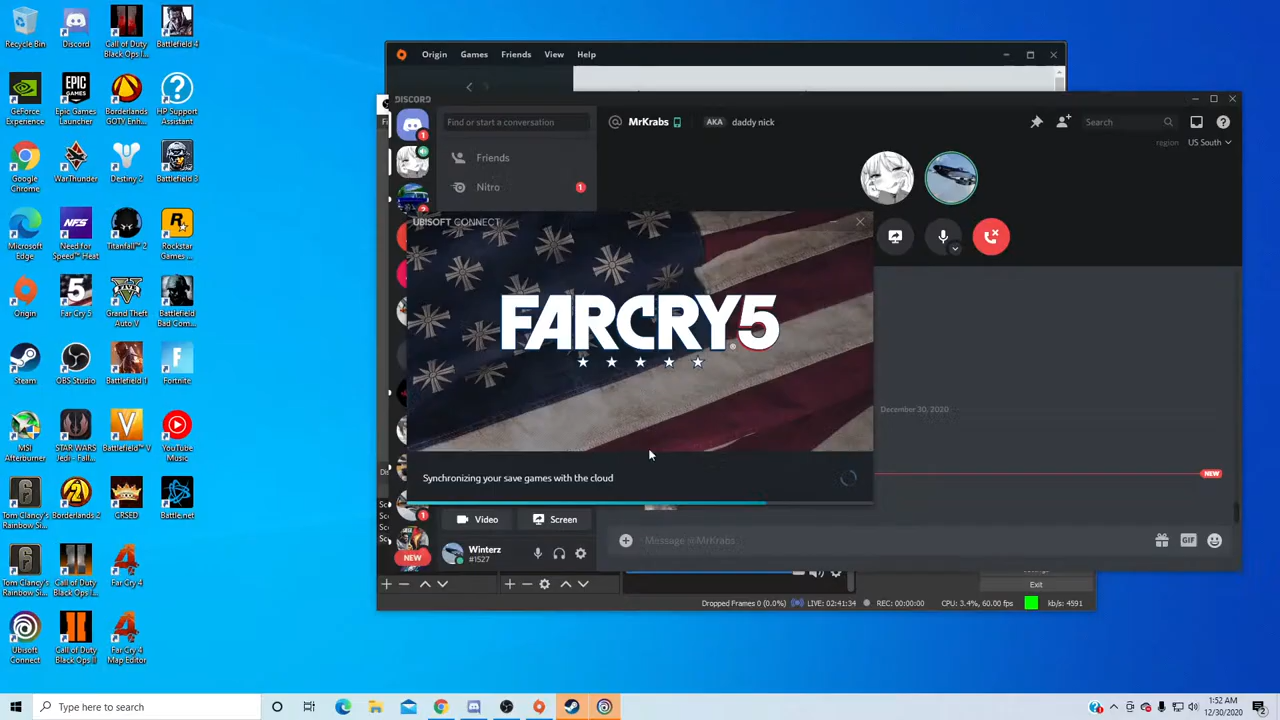 Recycle Bin
Discord
Call of Duty
Black Ops I...
Battlefield 4
GeForce
Experience
Epic Games
Launcher
Borderlands
GOTY Enh...
HP Support
Assistant
Google
Chrome
WarThunder
Destiny 2
Battlefield 3
Microsoft
Edge
Need for
Speed™ Heat
Titanfall™ 2
Rockstar
Games ...
Origin
Far Cry 5
Grand Theft
Auto V
Battlefield
Bad Com...
Steam
OBS Studio
Battlefield 1
Fortnite
MSI
Afterburner
STAR WARS
Jedi - Fall...
Battlefield™ V
YouTube
Music
Tom Clancy's
Rainbow Si...
Borderlands 2
CRSED
Battle.net
Tom Clancy's
Rainbow Si...
Call of Duty
Black Ops I...
Far Cry 4
Ubisoft
Connect
Call of Duty
Black Ops II
Far Cry 4
Map Editor
Origin Games Friends View Help
DISCORD
Find or start a conversation
Friends
Nitro 1
@ MrKrabs AKA daddy nick
Search
region
US South
UBISOFT CONNECT
FARCRY5
Synchronizing your save games with the cloud
December 30, 2020
NEW
Video Screen
Message @MrKrabs
GIF
Winterz
#1527
NEW
Exit
Dropped Frames 0 (0.0%) LIVE: 02:41:34 REC: 00:00:00 CPU: 3.4%, 60.00 fps kb/s: 4591
Type here to search
1:52 AM
12/30/2020